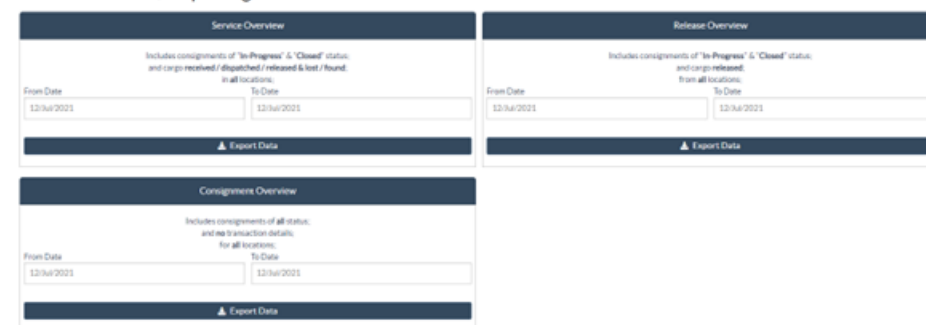 Service Overview
Includes consignments of "In-Progress" & "Closed" status;
and cargo received / dispatched / released & lost / found;
in all locations;
From Date To Date
12/Jul/2021 12/Jul/2021
Export Data
Release Overview
Includes consignments of "In-Progress" & "Closed" status;
and cargo released;
from all locations;
From Date To Date
12/Jul/2021 12/Jul/2021
Export Data
Consignment Overview
Includes consignments of all status;
and no transaction details;
for all locations;
From Date To Date
12/Jul/2021 12/Jul/2021
Export Data